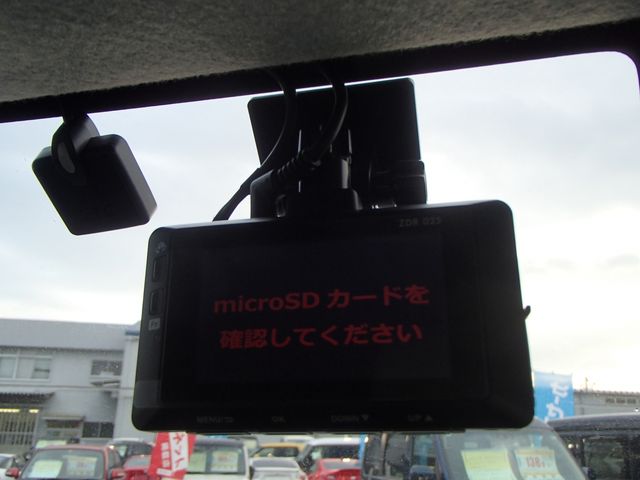 ZDR 025
microSD カードを
確認してください
MENU/⮌
OK
DOWN ▼
UP ▲